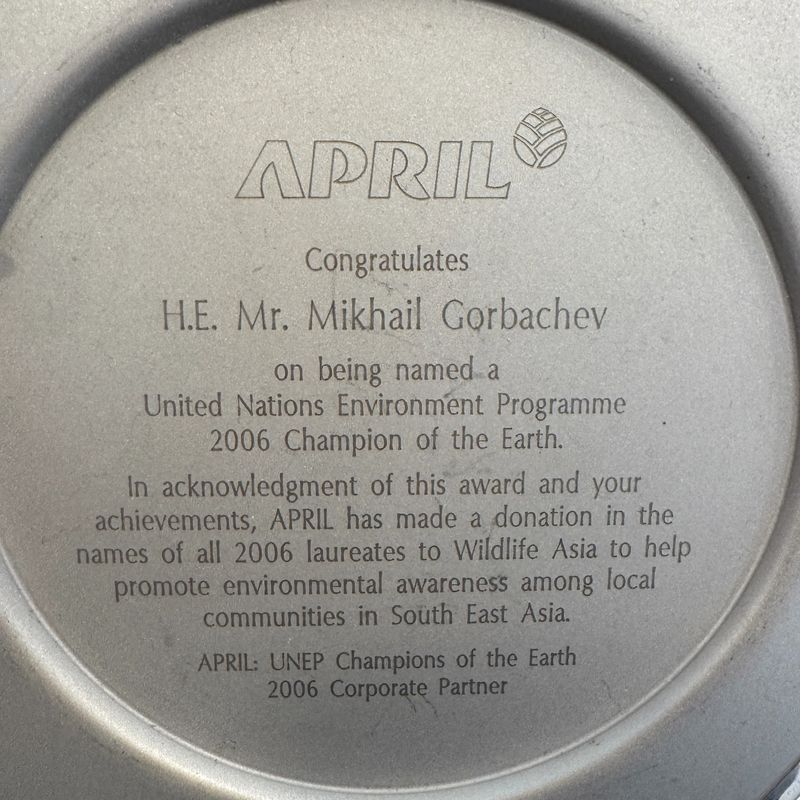 APRIL
Congratulates
H.E. Mr. Mikhail Gorbachev
on being named a
United Nations Environment Programme
2006 Champion of the Earth.
In acknowledgment of this award and your
achievements, APRIL has made a donation in the
names of all 2006 laureates to Wildlife Asia to help
promote environmental awareness among local
communities in South East Asia.
APRIL: UNEP Champions of the Earth
2006 Corporate Partner